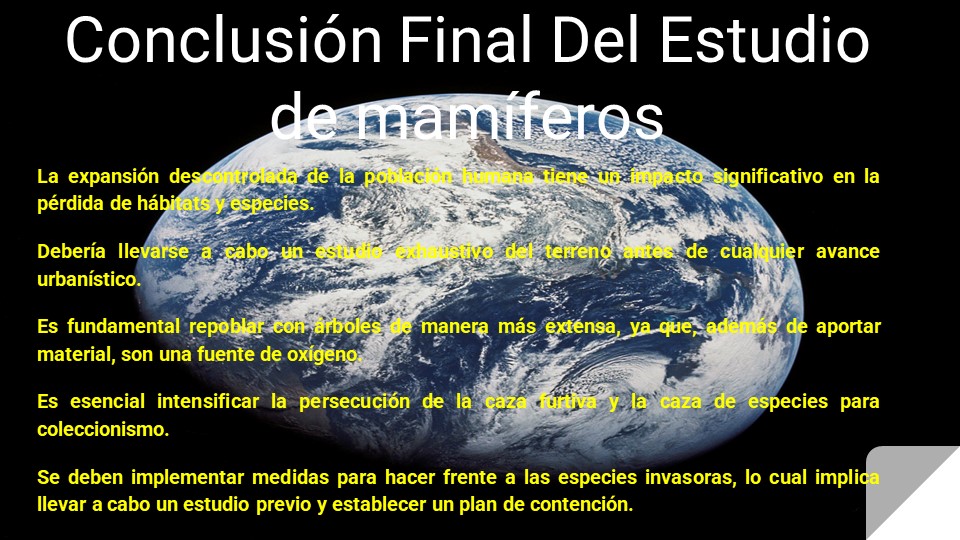 Conclusión Final Del Estudio
de mamíferos
La expansión descontrolada de la población humana tiene un impacto significativo en la
pérdida de hábitats y especies.
Debería llevarse a cabo un estudio exhaustivo del terreno antes de cualquier avance
urbanístico.
Es fundamental repoblar con árboles de manera más extensa, ya que, además de aportar
material, son una fuente de oxígeno.
Es esencial intensificar la persecución de la caza furtiva y la caza de especies para
coleccionismo.
Se deben implementar medidas para hacer frente a las especies invasoras, lo cual implica
llevar a cabo un estudio previo y establecer un plan de contención.